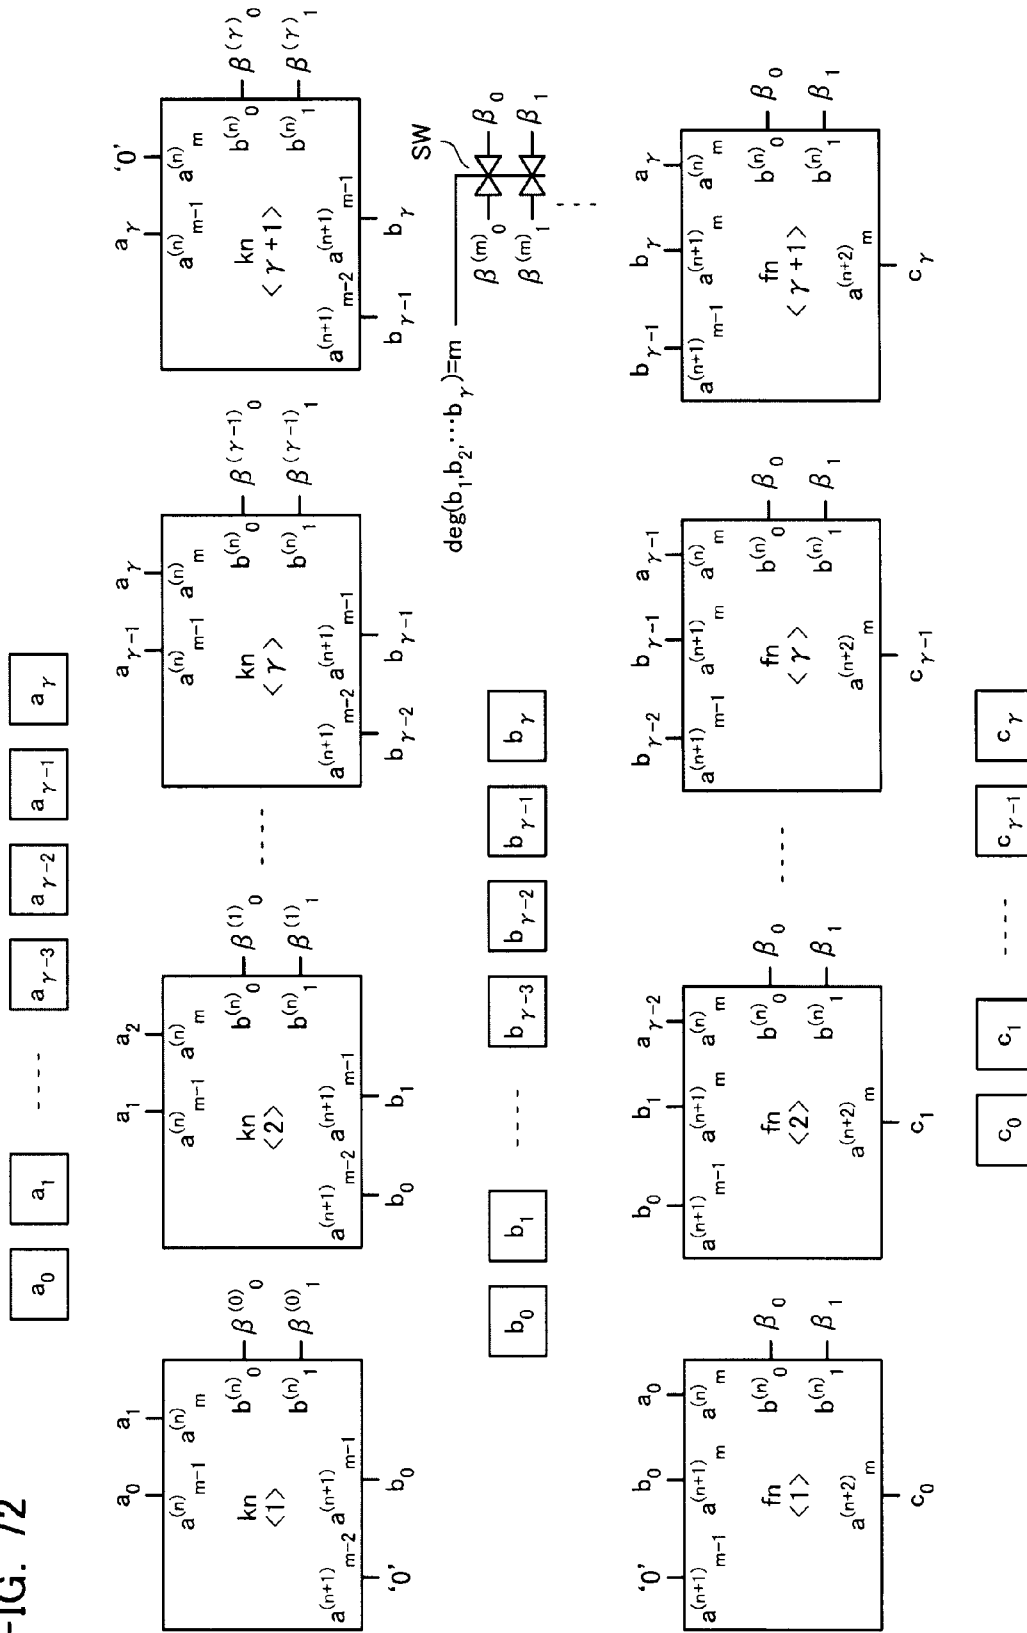 FIG. 72
a0 a1 ---- aγ-3 aγ-2 aγ-1 aγ
a0 a1
a(n)m-1 a(n)m
kn
<1>
b(n)0 β(0)0
b(n)1 β(0)1
a(n+1)m-2 a(n+1)m-1
'0' b0
a1 a2
a(n)m-1 a(n)m
kn
<2>
b(n)0 β(1)0
b(n)1 β(1)1
a(n+1)m-2 a(n+1)m-1
b0 b1
----
aγ-1 aγ
a(n)m-1 a(n)m
kn
<γ>
b(n)0 β(γ-1)0
b(n)1 β(γ-1)1
a(n+1)m-2 a(n+1)m-1
bγ-2 bγ-1
aγ '0'
a(n)m-1 a(n)m
kn
<γ+1>
b(n)0 β(γ)0
b(n)1 β(γ)1
a(n+1)m-2 a(n+1)m-1
bγ-1 bγ
b0 b1 ---- bγ-3 bγ-2 bγ-1 bγ
deg(b1,b2,···bγ)=m
SW
β(m)0 β0
β(m)1 β1
'0' b0 a0
a(n+1)m-1 a(n+1)m a(n)m
fn
<1>
b(n)0 β0
b(n)1 β1
a(n+2)m
c0
b0 b1 aγ-2
a(n+1)m-1 a(n+1)m a(n)m
fn
<2>
b(n)0 β0
b(n)1 β1
a(n+2)m
c1
----
bγ-2 bγ-1 aγ-1
a(n+1)m-1 a(n+1)m a(n)m
fn
<γ>
b(n)0 β0
b(n)1 β1
a(n+2)m
cγ-1
bγ-1 bγ aγ
a(n+1)m-1 a(n+1)m a(n)m
fn
<γ+1>
b(n)0 β0
b(n)1 β1
a(n+2)m
cγ
c0 c1 ---- cγ-1 cγ